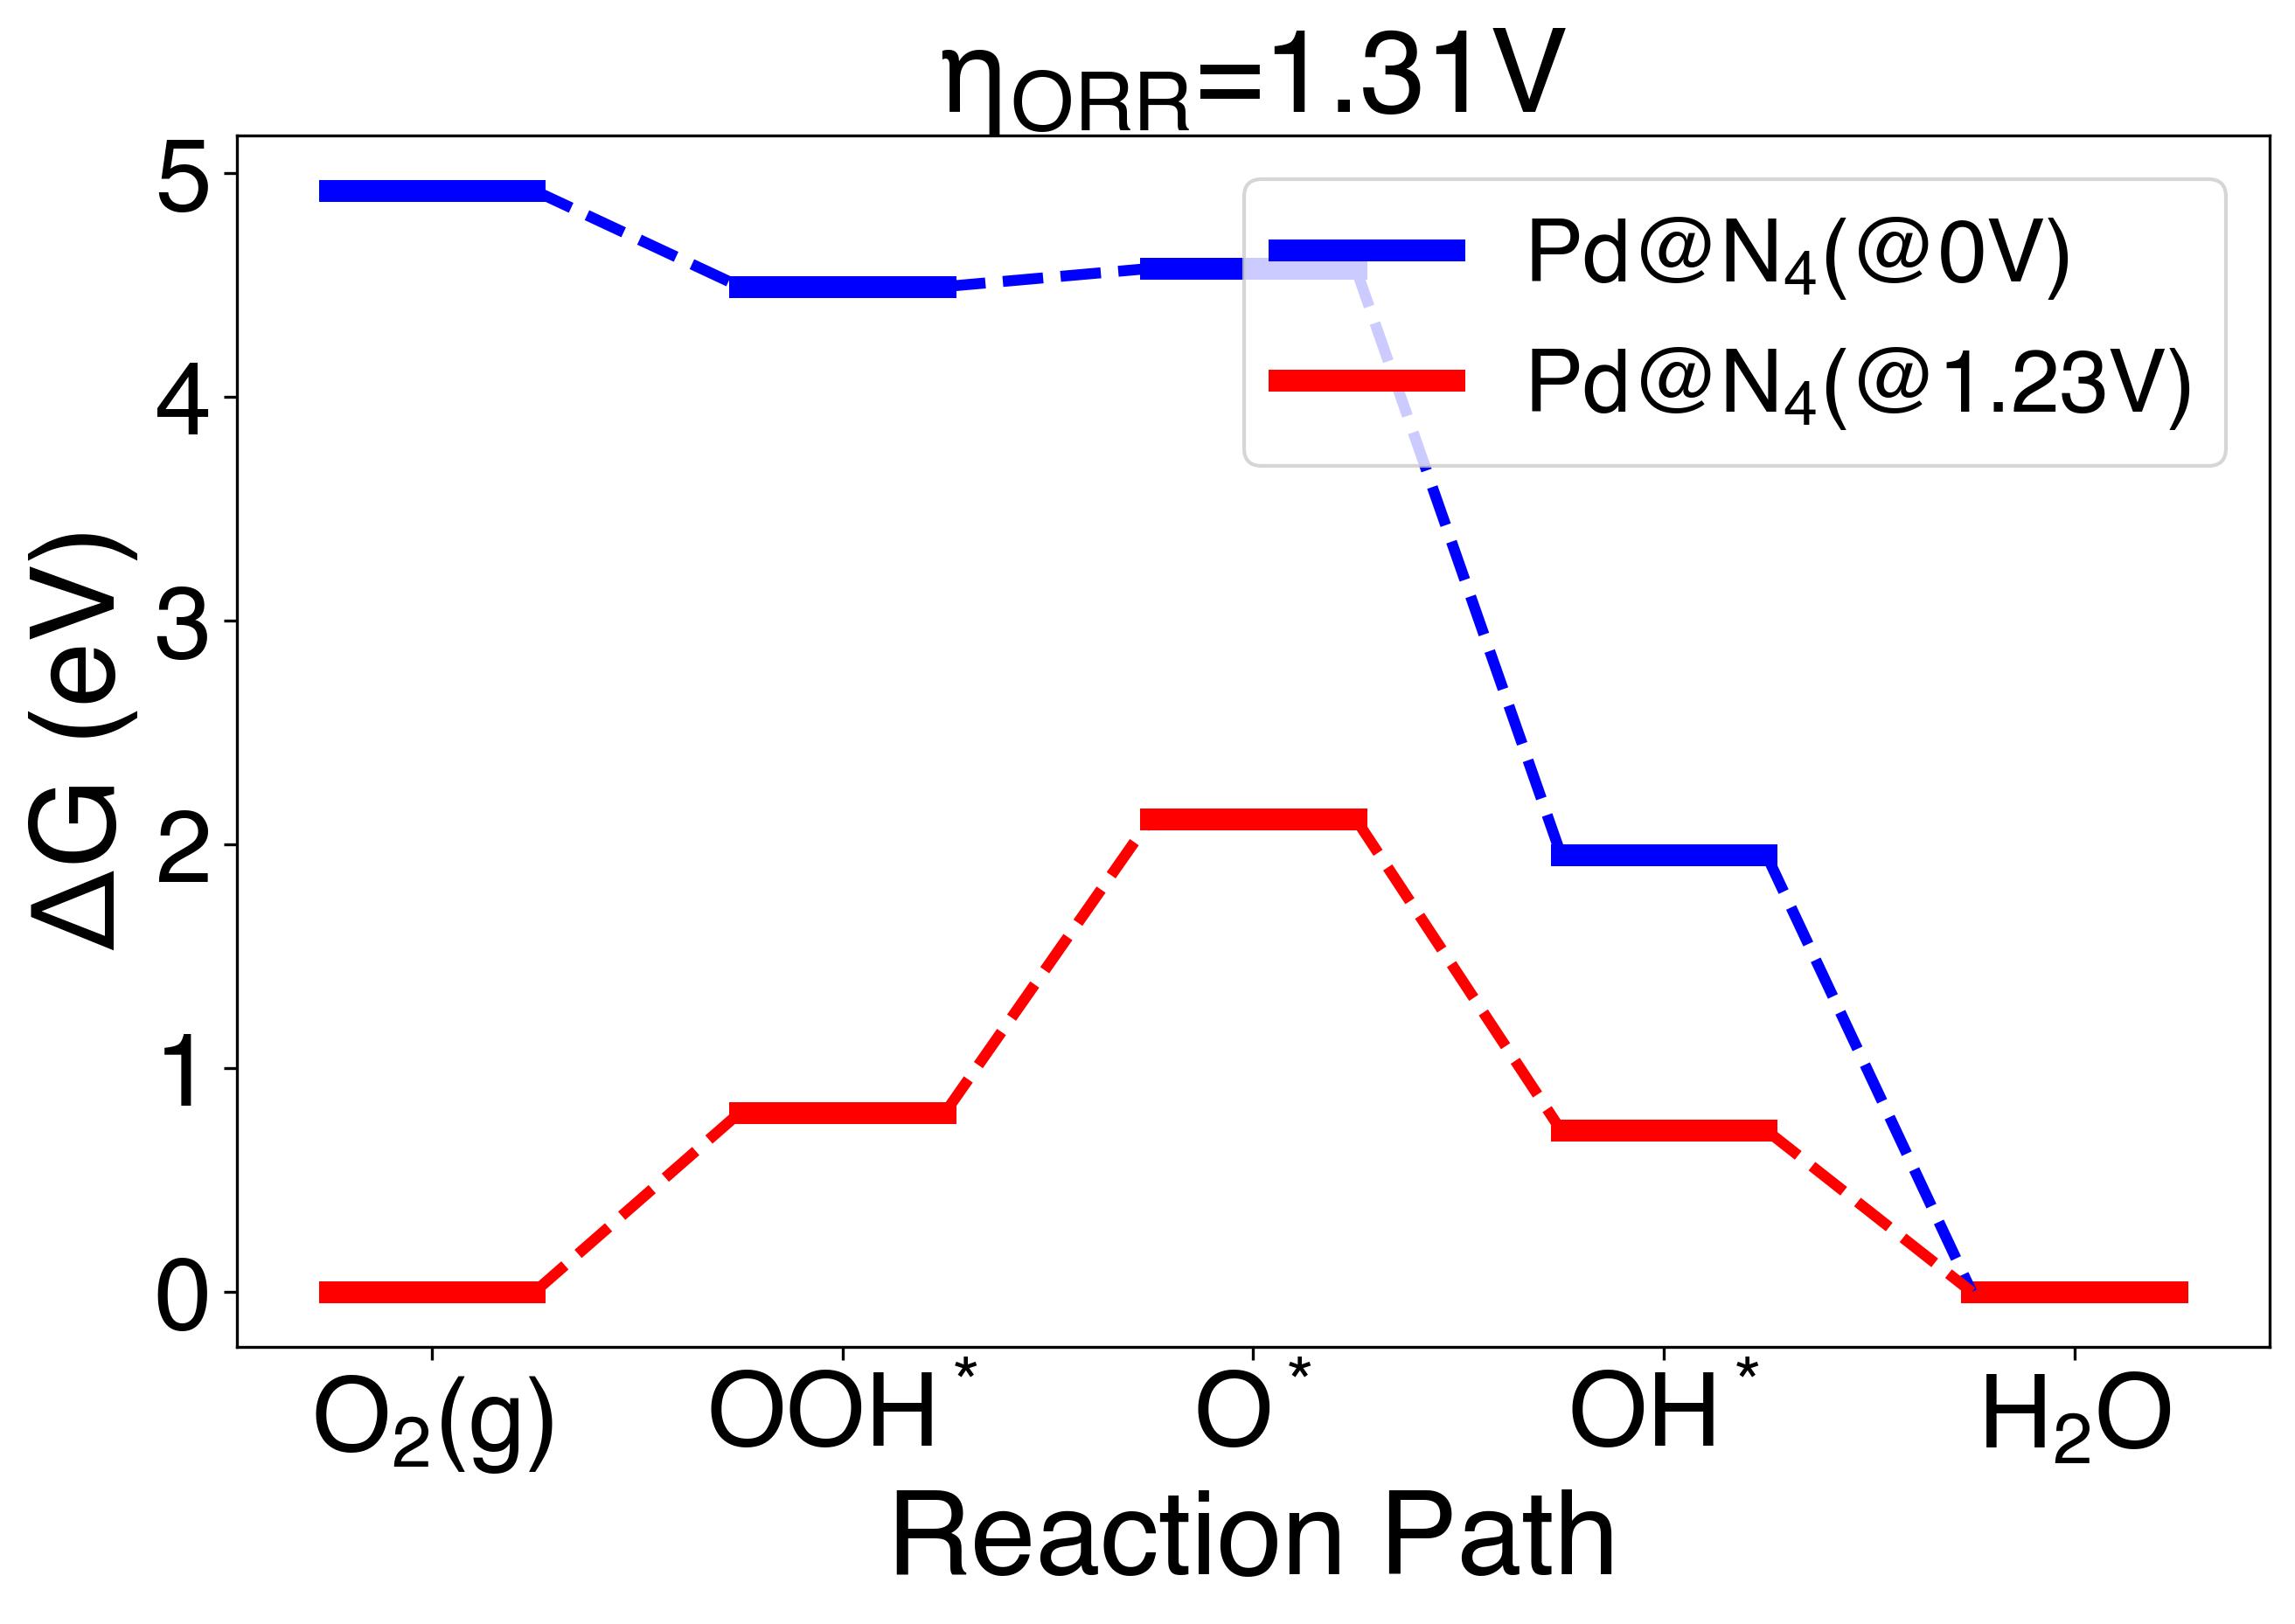 η_ORR=1.31V
Pd@N₄(@0V)
Pd@N₄(@1.23V)
ΔG (eV)
5
4
3
2
1
0
O₂(g) OOH* O* OH* H₂O
Reaction Path